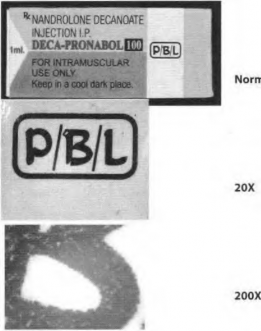 ℞ NANDROLONE DECANOATE
INJECTION I.P.
1ml. DECA-PRONABOL 100
P/B/L
FOR INTRAMUSCULAR
USE ONLY
Keep in a cool dark place.
Norm
P/B/L
20X
200X